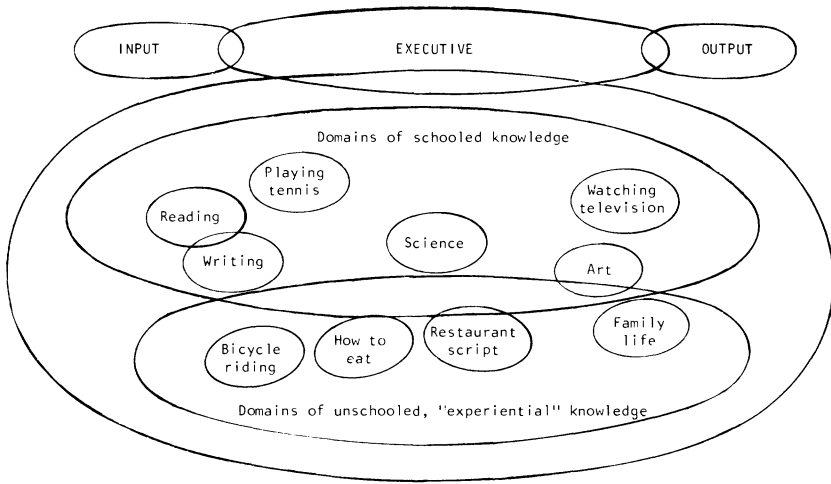 INPUT
EXECUTIVE
OUTPUT
Domains of schooled knowledge
Playing
tennis
Watching
television
Reading
Science
Writing
Art
Family
life
Restaurant
script
How to
eat
Bicycle
riding
Domains of unschooled, "experiential" knowledge